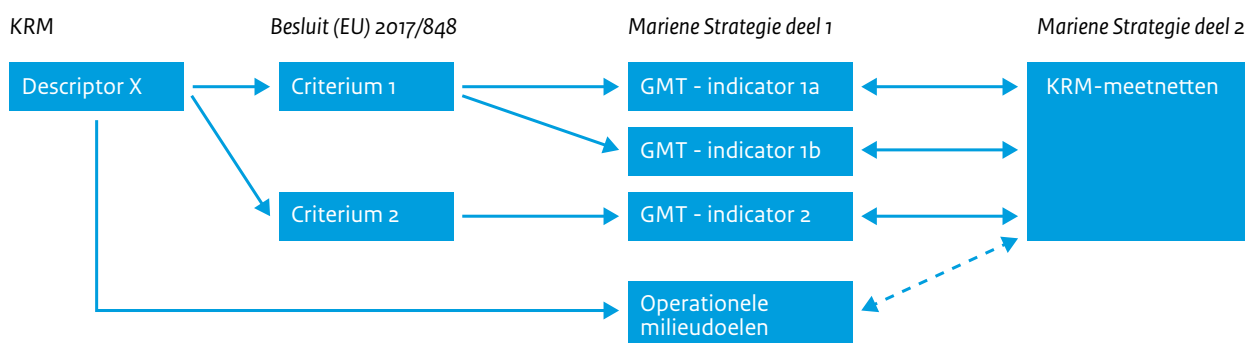 KRM
Besluit (EU) 2017/848
Mariene Strategie deel 1
Mariene Strategie deel 2
Descriptor X
Criterium 1
GMT - indicator 1a
KRM-meetnetten
GMT - indicator 1b
Criterium 2
GMT - indicator 2
Operationele
milieudoelen